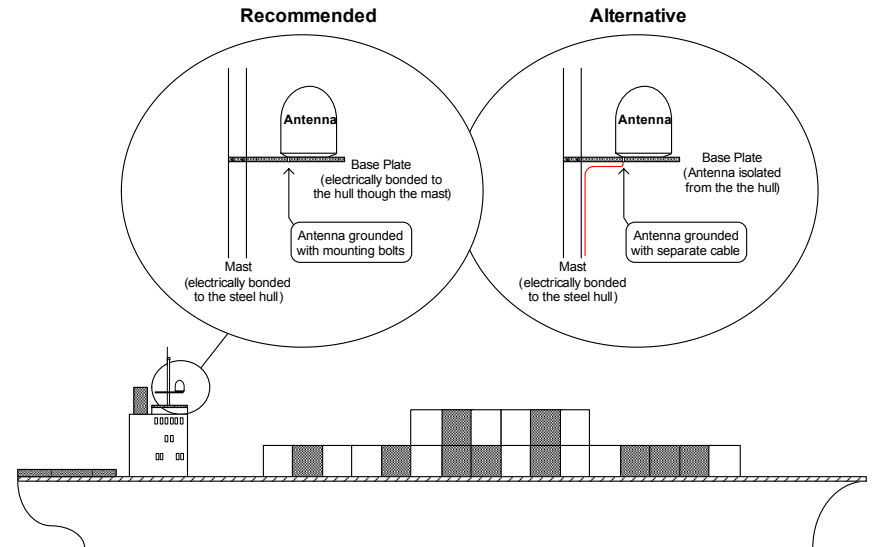 Recommended
Antenna
Base Plate
(electrically bonded to
the hull though the mast)
Antenna grounded
with mounting bolts
Mast
(electrically bonded
to the steel hull)
Alternative
Antenna
Base Plate
(Antenna isolated
from the the hull)
Antenna grounded
with separate cable
Mast
(electrically bonded
to the steel hull)